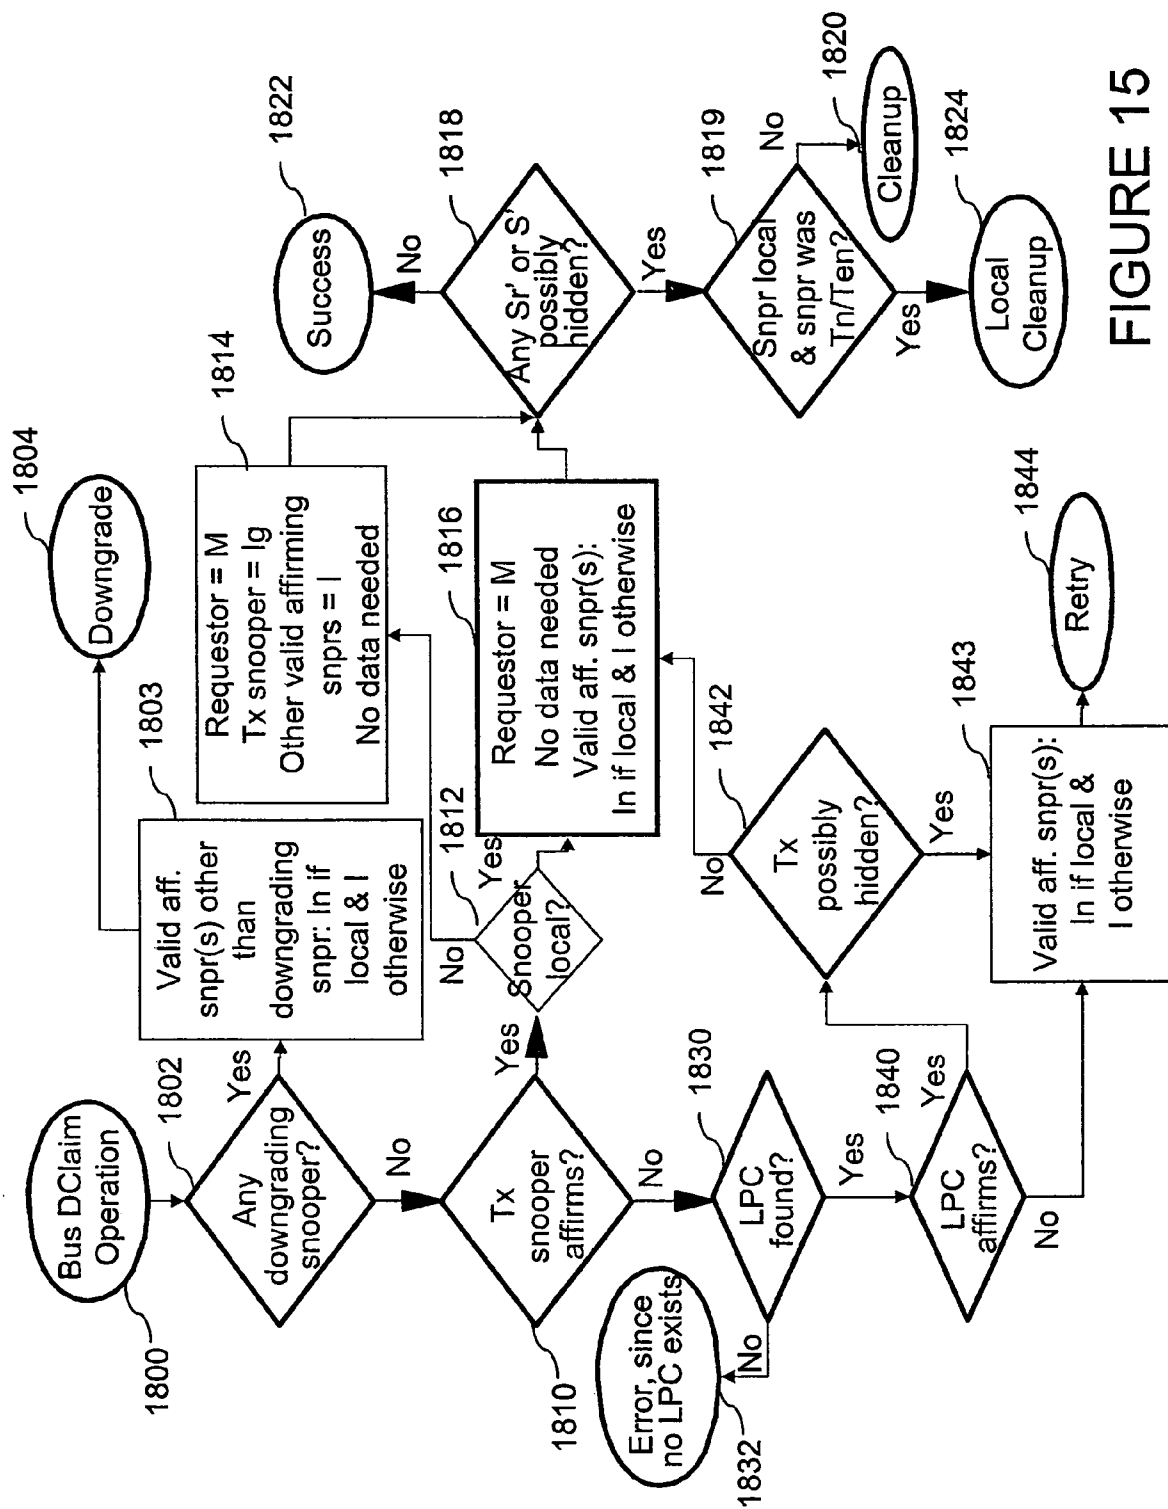 Bus DClaim
Operation
1800
1802
Any
downgrading
snooper?
Yes
No
1803
Valid aff.
snpr(s) other
than
downgrading
snpr: In if
local & I
otherwise
1804
Downgrade
1810
Tx
snooper
affirms?
Yes
No
1812
Snooper
local?
No
Yes
1814
Requestor = M
Tx snooper = Ig
Other valid affirming
snprs = I
No data needed
1816
Requestor = M
No data needed
Valid aff. snpr(s):
In if local & I otherwise
1818
Any Sr' or S'
possibly
hidden?
No
Yes
1822
Success
1819
Snpr local
& snpr was
Tn/Ten?
No
Yes
1820
Cleanup
1824
Local
Cleanup
1830
LPC
found?
No
Yes
Error, since
no LPC exists
1832
1840
LPC
affirms?
Yes
No
1842
Tx
possibly
hidden?
No
Yes
1843
Valid aff. snpr(s):
In if local &
I otherwise
1844
Retry
FIGURE 15